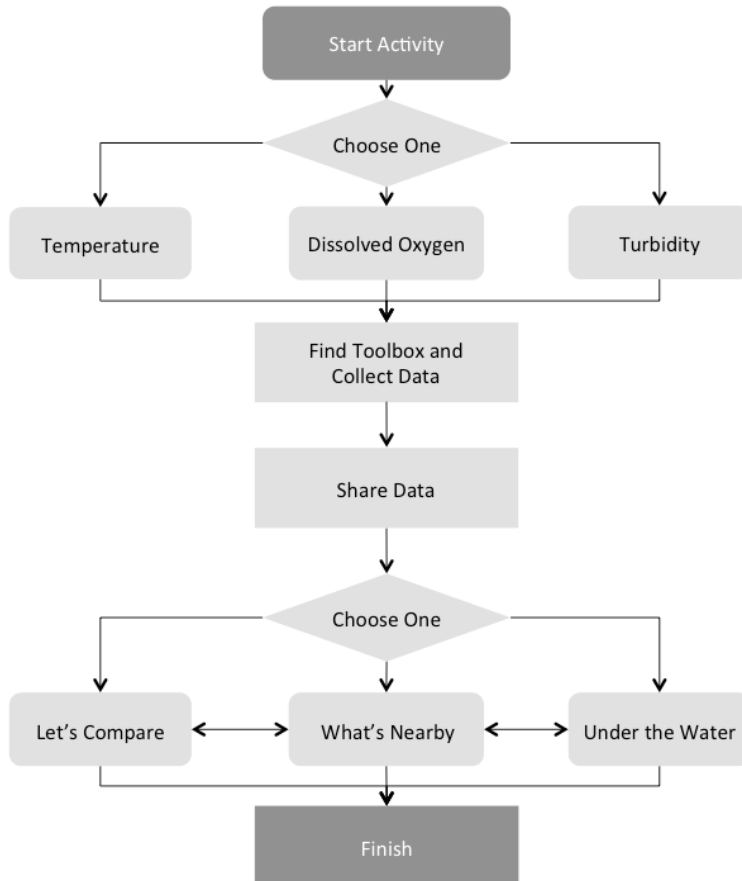 Start Activity
Choose One
Temperature
Dissolved Oxygen
Turbidity
Find Toolbox and
Collect Data
Share Data
Choose One
Let's Compare
What's Nearby
Under the Water
Finish